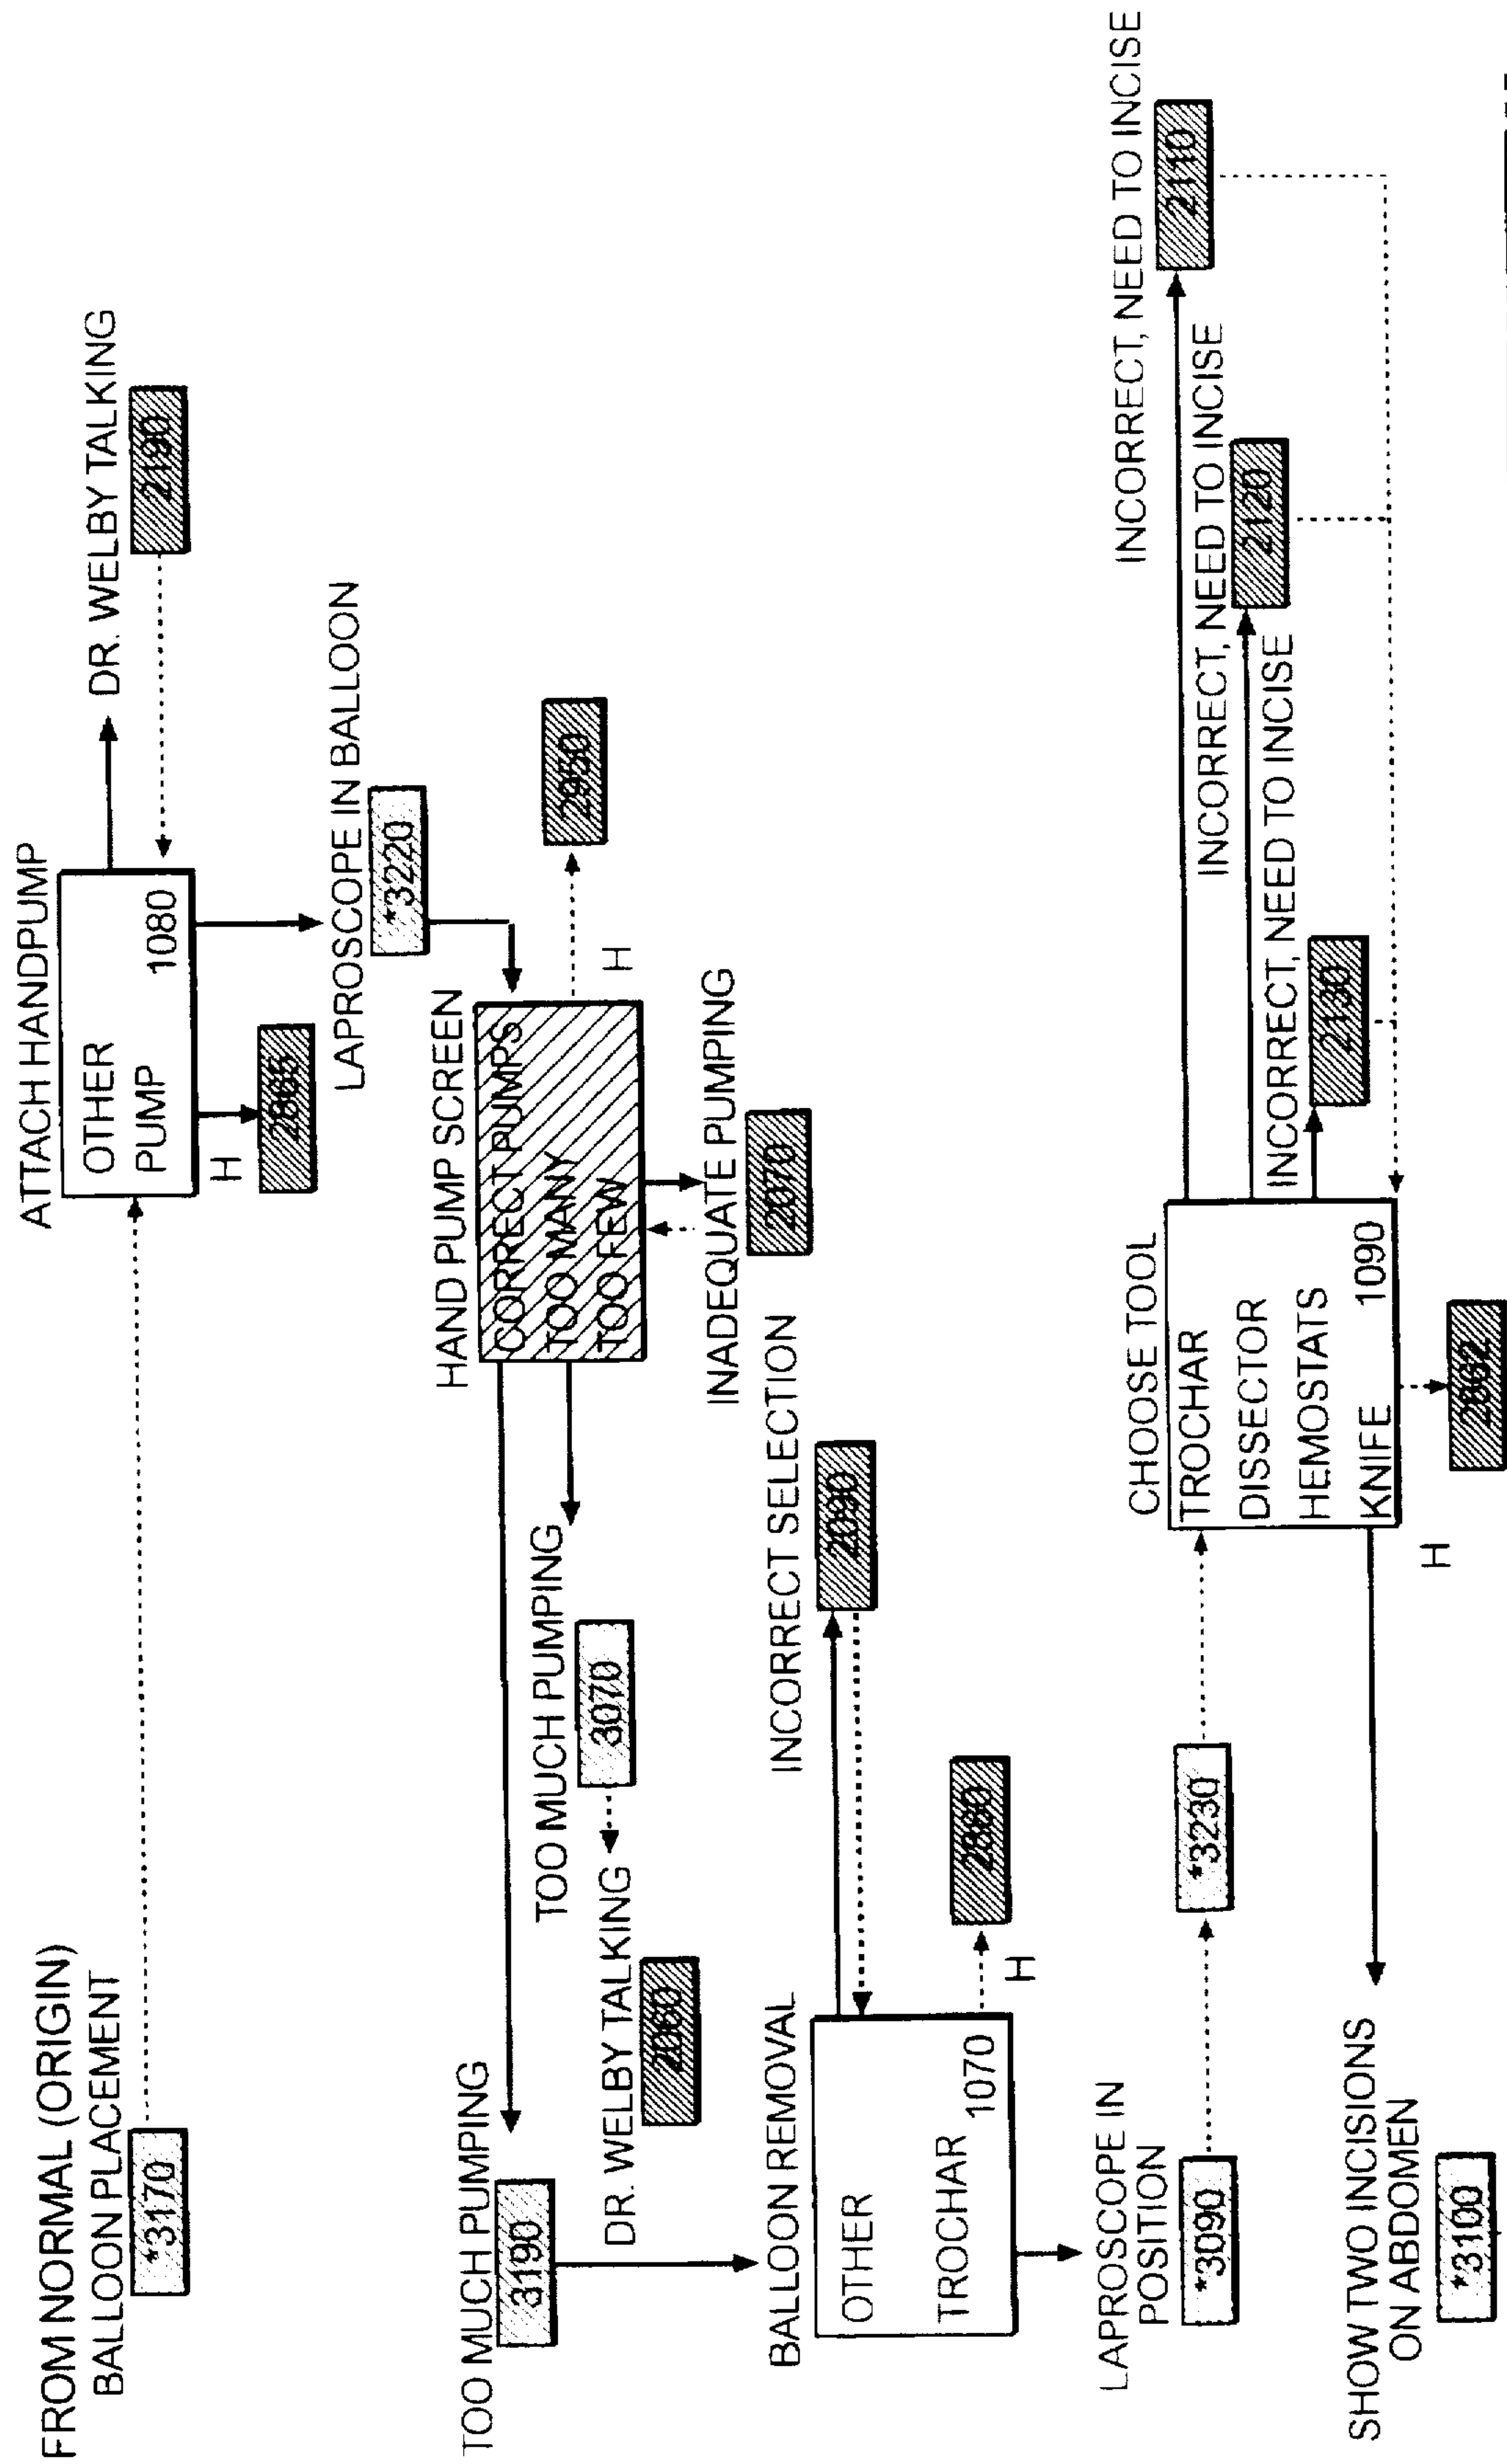 FROM NORMAL (ORIGIN)
BALLOON PLACEMENT
*3170
ATTACH HANDPUMP
OTHER
PUMP
1080
H
2865
DR. WELBY TALKING
2190
LAPROSCOPE IN BALLOON
*3220
HAND PUMP SCREEN
CORRECT PUMPS
TOO MANY
TOO FEW
H
2950
INADEQUATE PUMPING
2070
TOO MUCH PUMPING
3190
TOO MUCH PUMPING
3070
DR. WELBY TALKING
2060
BALLOON REMOVAL
OTHER
TROCHAR
1070
INCORRECT SELECTION
2090
H
2880
LAPROSCOPE IN
POSITION
*3090
*3230
CHOOSE TOOL
TROCHAR
DISSECTOR
HEMOSTATS
KNIFE
1090
H
2862
INCORRECT, NEED TO INCISE
2110
INCORRECT, NEED TO INCISE
2120
INCORRECT, NEED TO INCISE
2130
SHOW TWO INCISIONS
ON ABDOMEN
*3100